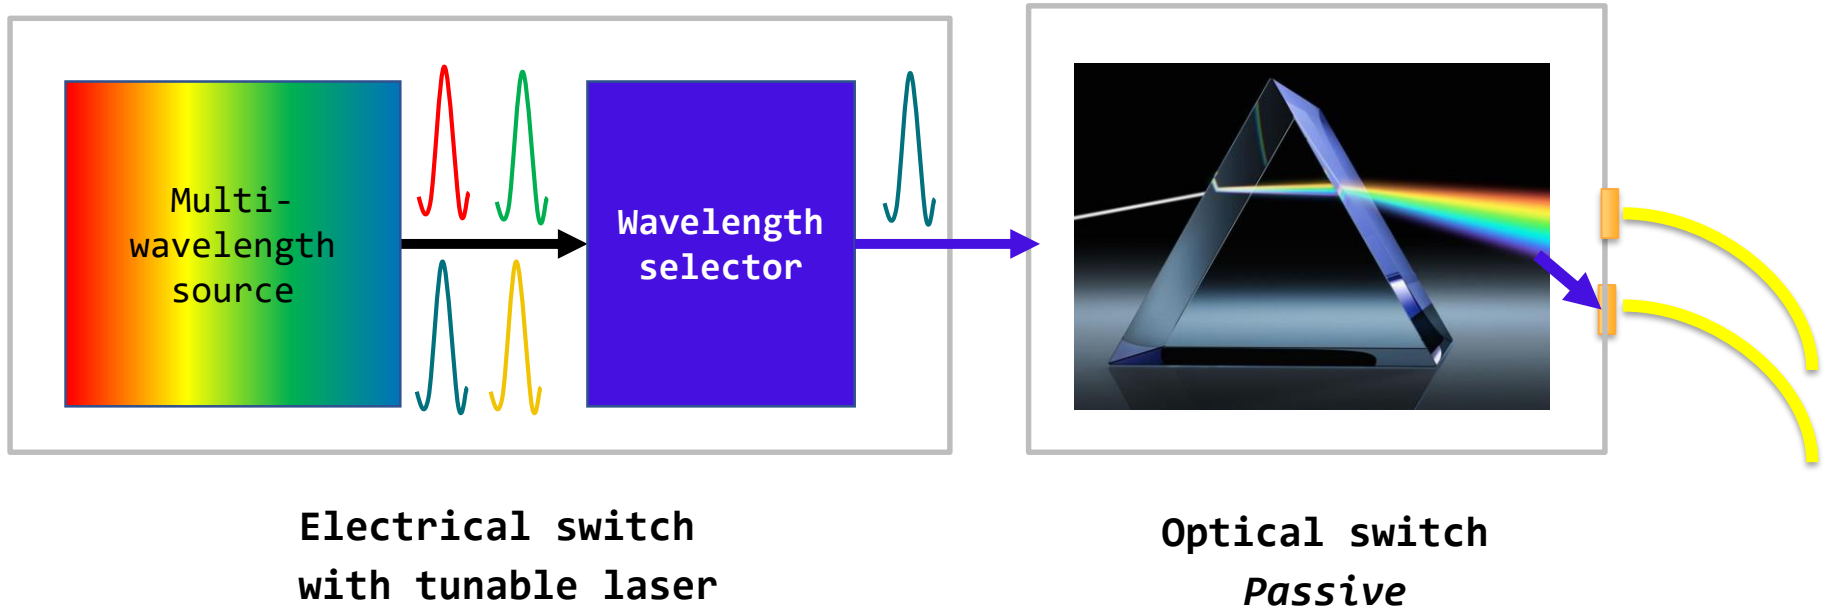 Multi-
wavelength
source
Wavelength
selector
Electrical switch
with tunable laser
Optical switch
Passive